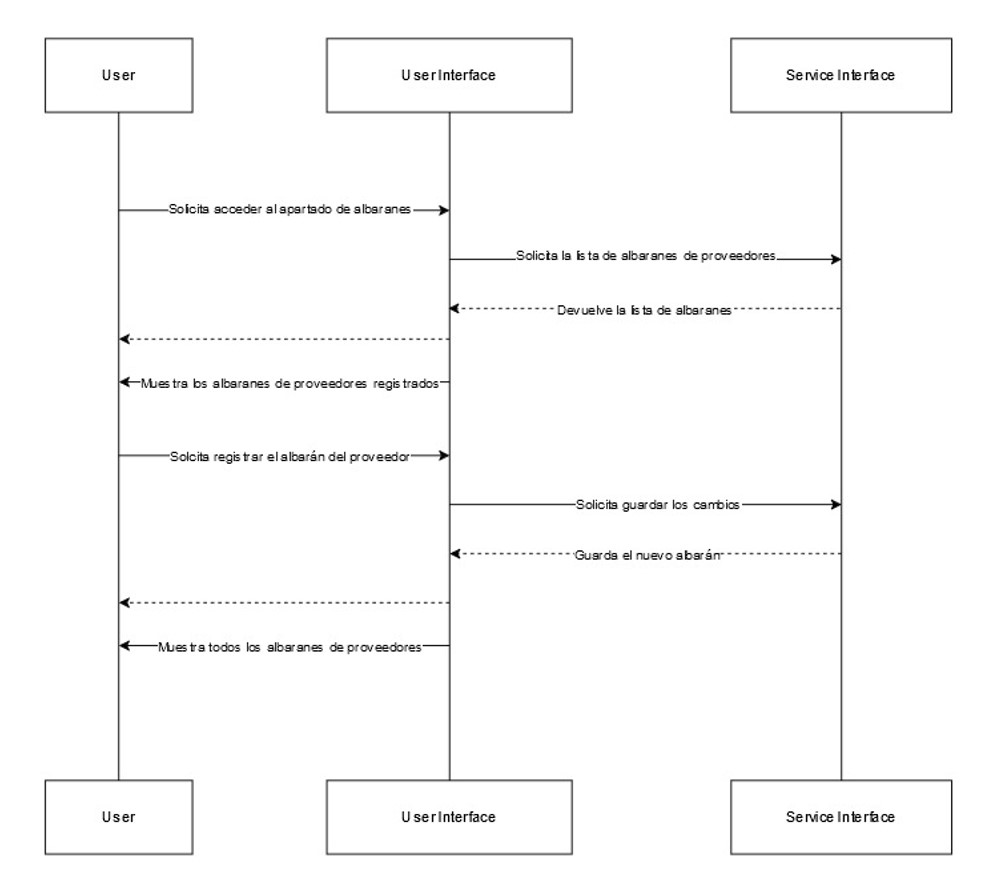 User
User Interface
Service Interface
Solicita acceder al apartado de albaranes
Solicita la lista de albaranes de proveedores
Devuelve la lista de albaranes
Muestra los albaranes de proveedores registrados
Solcita registrar el albarán del proveedor
Solicita guardar los cambios
Guarda el nuevo albarán
Muestra todos los albaranes de proveedores
User
User Interface
Service Interface